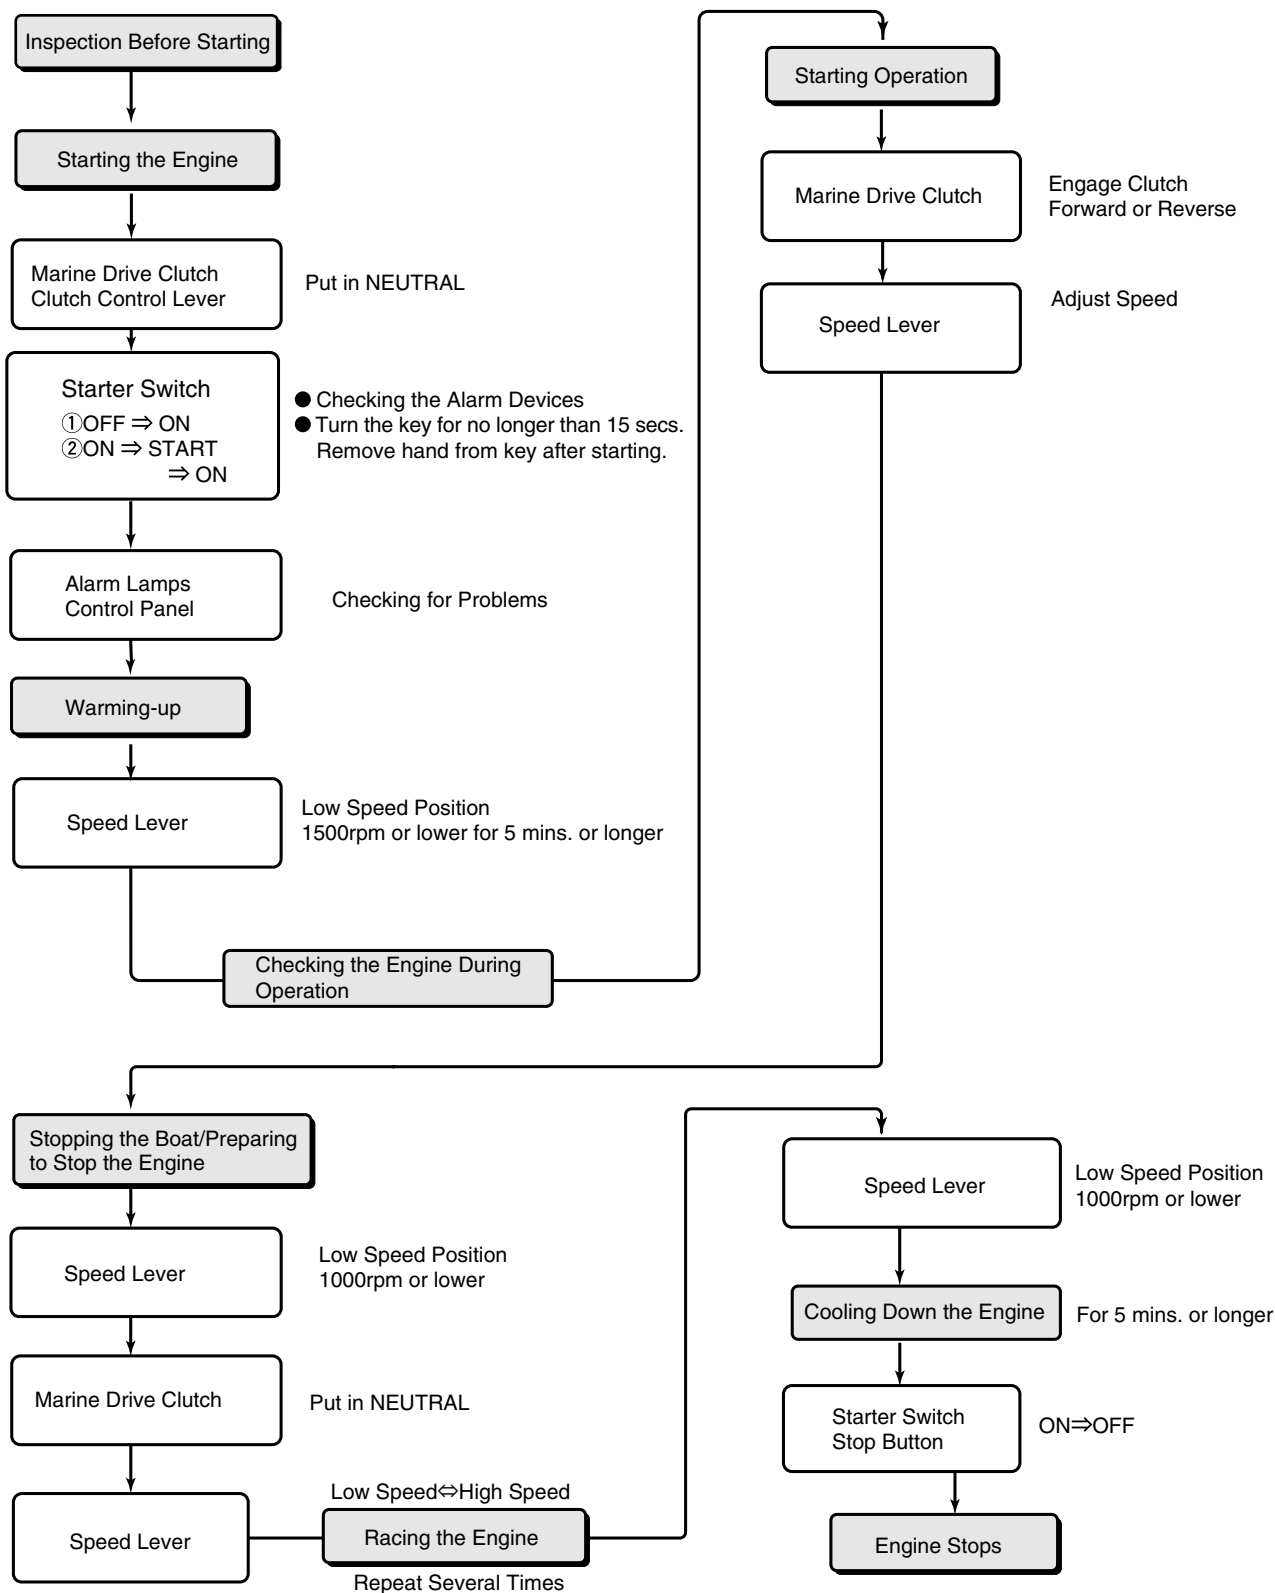 Inspection Before Starting
Starting the Engine
Marine Drive Clutch
Clutch Control Lever
Put in NEUTRAL
Starter Switch
①OFF ⇒ ON
②ON ⇒ START
⇒ ON
● Checking the Alarm Devices
● Turn the key for no longer than 15 secs.
Remove hand from key after starting.
Alarm Lamps
Control Panel
Checking for Problems
Warming-up
Speed Lever
Low Speed Position
1500rpm or lower for 5 mins. or longer
Checking the Engine During
Operation
Starting Operation
Marine Drive Clutch
Engage Clutch
Forward or Reverse
Speed Lever
Adjust Speed
Stopping the Boat/Preparing
to Stop the Engine
Speed Lever
Low Speed Position
1000rpm or lower
Marine Drive Clutch
Put in NEUTRAL
Speed Lever
Low Speed⇔High Speed
Racing the Engine
Repeat Several Times
Speed Lever
Low Speed Position
1000rpm or lower
Cooling Down the Engine
For 5 mins. or longer
Starter Switch
Stop Button
ON⇒OFF
Engine Stops